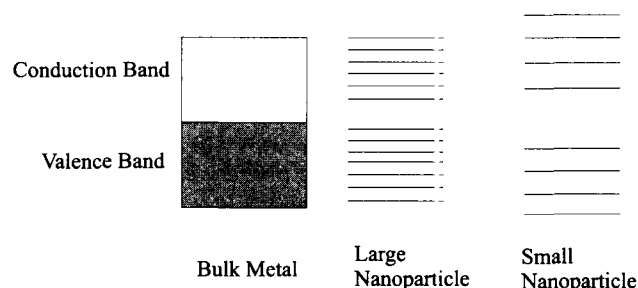 Conduction Band
Valence Band
Bulk Metal
Large
Nanoparticle
Small
Nanoparticle